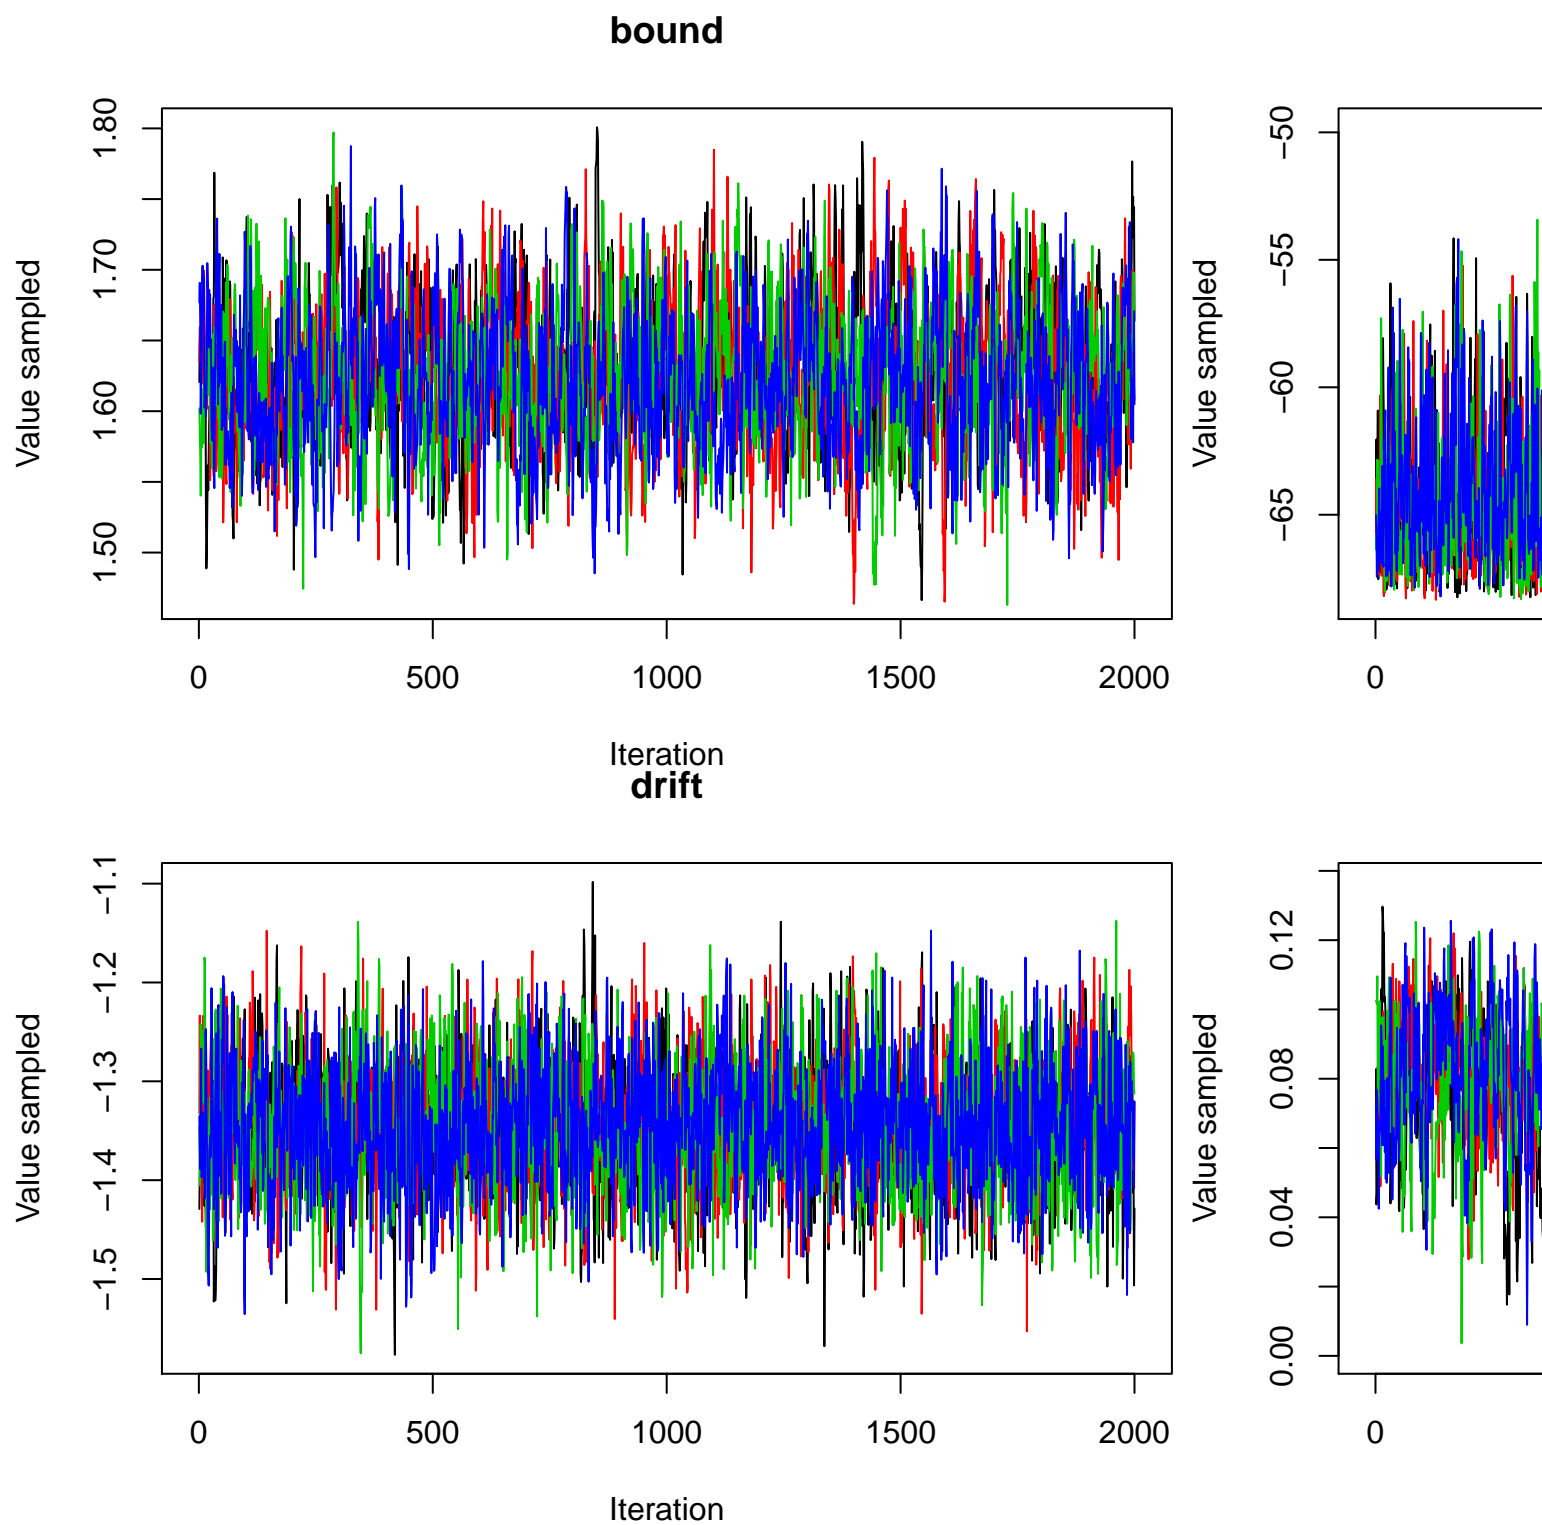 bound
Value sampled
1.50 1.60 1.70 1.80
0 500 1000 1500 2000
Iteration
Value sampled
−65 −60 −55 −50
0
drift
Value sampled
−1.5 −1.4 −1.3 −1.2 −1.1
0 500 1000 1500 2000
Iteration
Value sampled
0.00 0.04 0.08 0.12
0